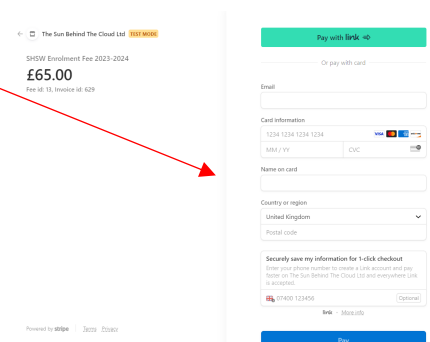 The Sun Behind The Cloud Ltd TEST MODE
SHSW Enrolment Fee 2023-2024
£65.00
Fee id: 13, Invoice id: 629
Powered by stripe Terms Privacy
Pay with link
Or pay with card
Email
Card information
1234 1234 1234 1234 VISA
MM / YY CVC
Name on card
Country or region
United Kingdom
Postal code
Securely save my information for 1-click checkout
Enter your phone number to create a Link account and pay
faster on The Sun Behind The Cloud Ltd and everywhere Link
is accepted.
07400 123456 Optional
link · More info
Pay